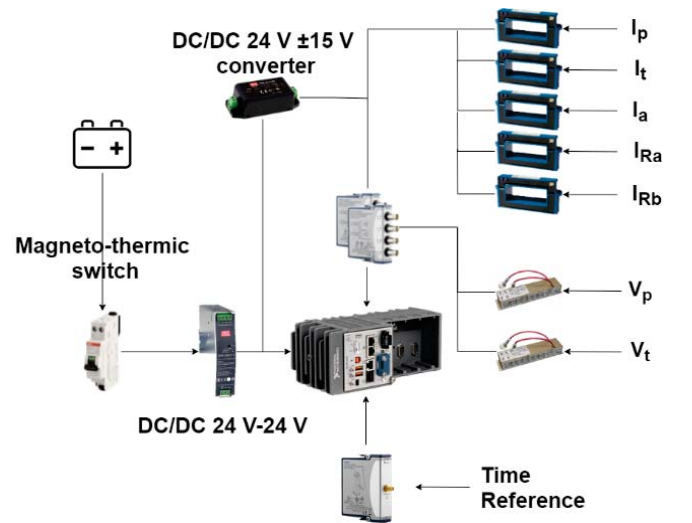 DC/DC 24 V ±15 V
converter
Ip
It
Ia
IRa
IRb
Magneto-thermic
switch
Vp
Vt
DC/DC 24 V-24 V
Time
Reference